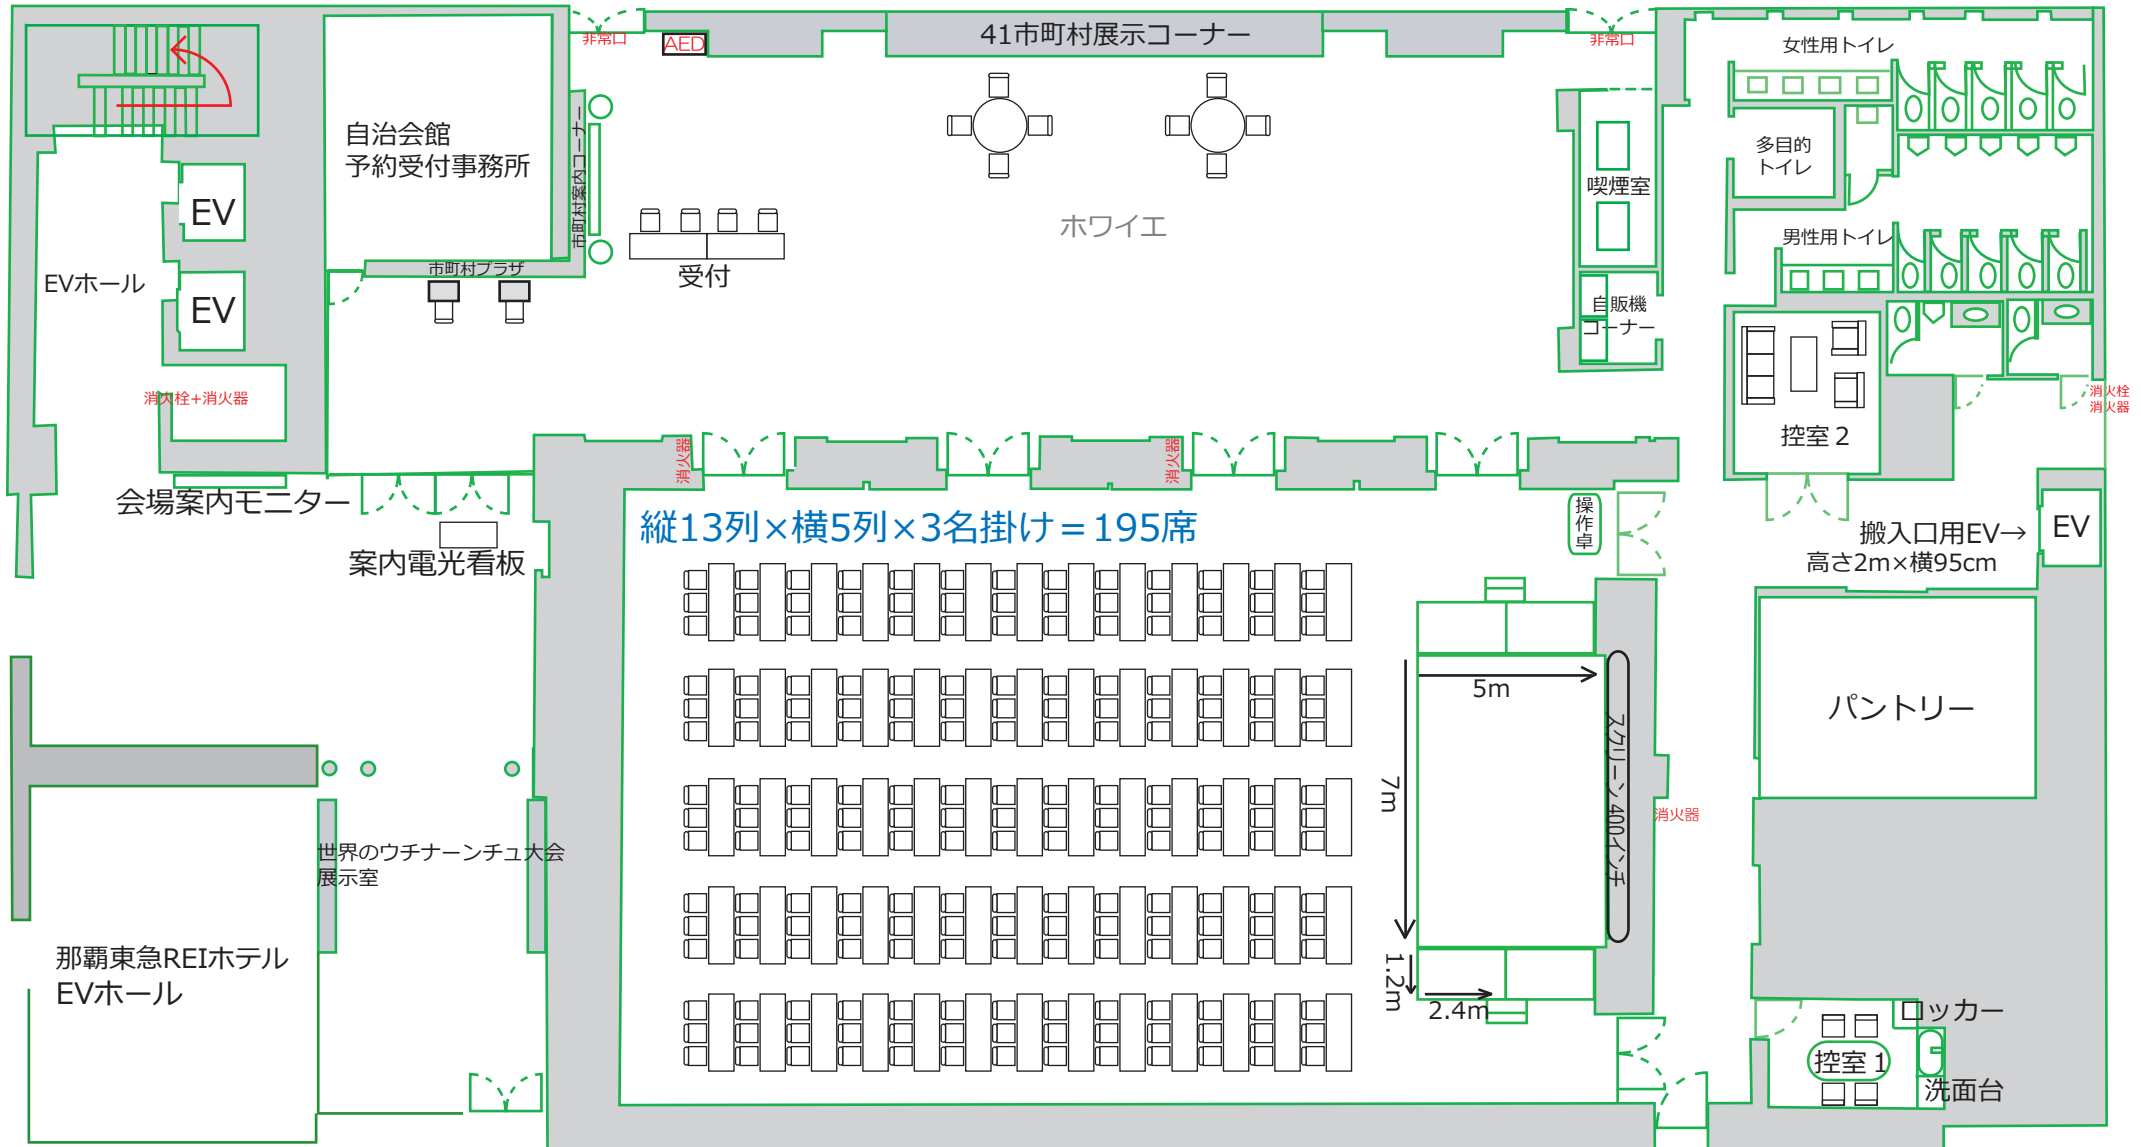 非常口
AED
41市町村展示コーナー
非常口
女性用トイレ
自治会館
予約受付事務所
市町村案内コーナー
多目的
トイレ
喫煙室
EV
ホワイエ
男性用トイレ
EVホール
市町村プラザ
受付
EV
自販機
コーナー
消火栓+消火器
消火栓
消火器
控室２
消火器
消火器
会場案内モニター
縦13列×横5列×3名掛け＝195席
操作卓
搬入口用EV→
高さ2m×横95cm
EV
案内電光看板
5m
パントリー
スクリーン400インチ
7m
消火器
世界のウチナーンチュ大会
展示室
那覇東急REIホテル
EVホール
1.2m
2.4m
ロッカー
控室１
洗面台